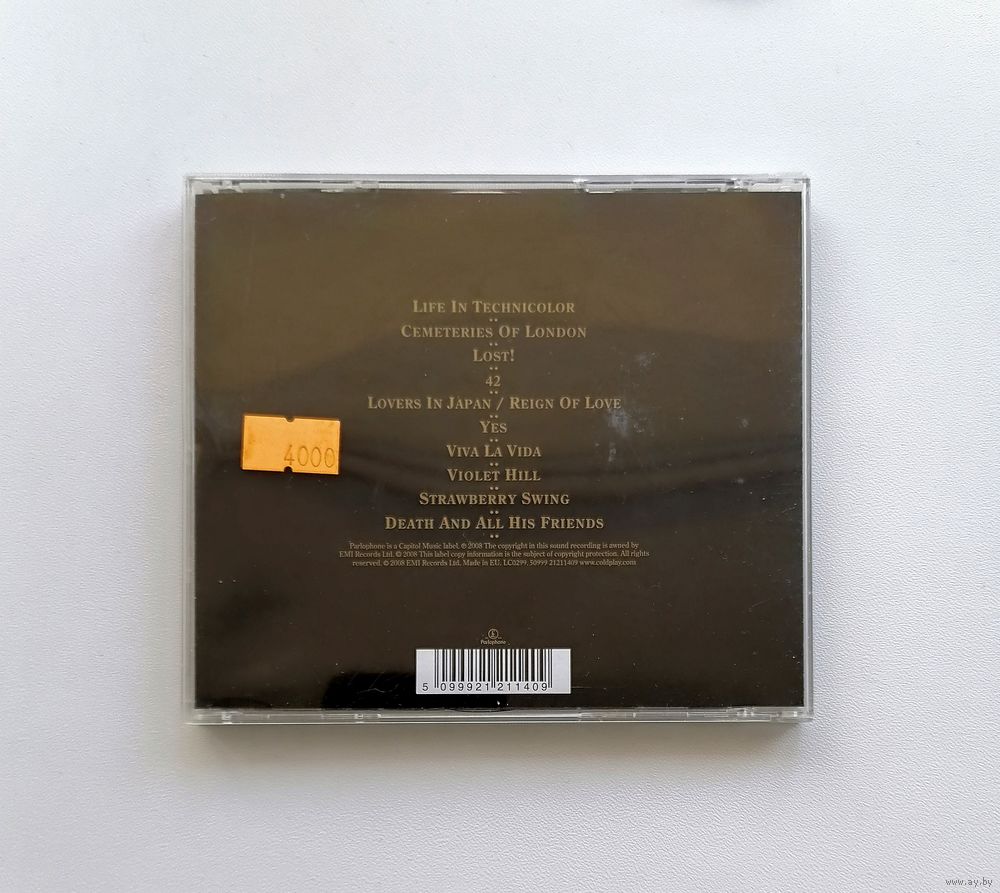 LIFE IN TECHNICOLOR
CEMETERIES OF LONDON
LOST!
42
LOVERS IN JAPAN / REIGN OF LOVE
YES
VIVA LA VIDA
VIOLET HILL
STRAWBERRY SWING
DEATH AND ALL HIS FRIENDS
4000
Parlophone is a Capitol Music label. ℗ 2008 The copyright in this sound recording is owned by
EMI Records Ltd. © 2008 This label copy information is the subject of copyright protection. All rights
reserved. © 2008 EMI Records Ltd. Made in EU. LC0299. 50999 21211409 www.coldplay.com
Parlophone
5 099921 211409
www.ay.by